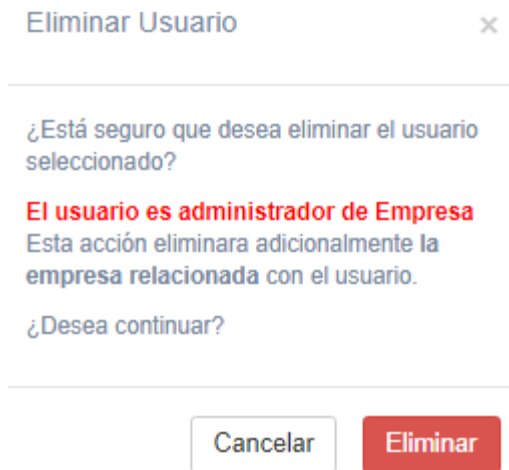 Eliminar Usuario ×
¿Está seguro que desea eliminar el usuario
seleccionado?
El usuario es administrador de Empresa
Esta acción eliminara adicionalmente la
empresa relacionada con el usuario.
¿Desea continuar?
Cancelar Eliminar